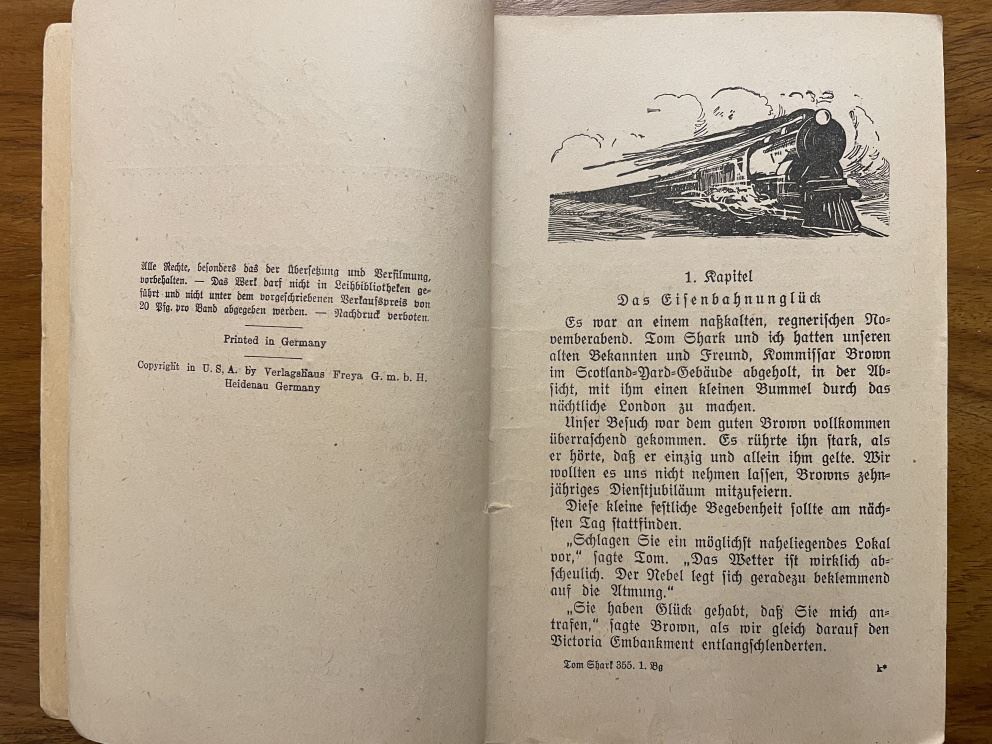 Alle Rechte, besonders das der Übersetzung und Verfilmung,
vorbehalten. — Das Werk darf nicht in Leihbibliotheken ge-
führt und nicht unter dem vorgeschriebenen Verkaufspreis von
20 Pfg. pro Band abgegeben werden. — Nachdruck verboten.
Printed in Germany
Copyright in U. S. A. by Verlagshaus Freya G. m. b. H.
Heidenau Germany
1. Kapitel
Das Eisenbahnunglück
Es war an einem naßkalten, regnerischen No-
vemberabend. Tom Shark und ich hatten unseren
alten Bekannten und Freund, Kommissar Brown
im Scotland-Yard-Gebäude abgeholt, in der Ab-
sicht, mit ihm einen kleinen Bummel durch das
nächtliche London zu machen.
Unser Besuch war dem guten Brown vollkommen
überraschend gekommen. Es rührte ihn stark, als
er hörte, daß er einzig und allein ihm gelte. Wir
wollten es uns nicht nehmen lassen, Browns zehn-
jähriges Dienstjubiläum mitzufeiern.
Diese kleine festliche Begebenheit sollte am näch-
sten Tag stattfinden.
„Schlagen Sie ein möglichst naheliegendes Lokal
vor,“ sagte Tom. „Das Wetter ist wirklich ab-
scheulich. Der Nebel legt sich geradezu beklemmend
auf die Atmung.“
„Sie haben Glück gehabt, daß Sie mich an-
trafen,“ sagte Brown, als wir gleich darauf den
Victoria Embankment entlangschlenderten.
Tom Shark 355. 1. Bg